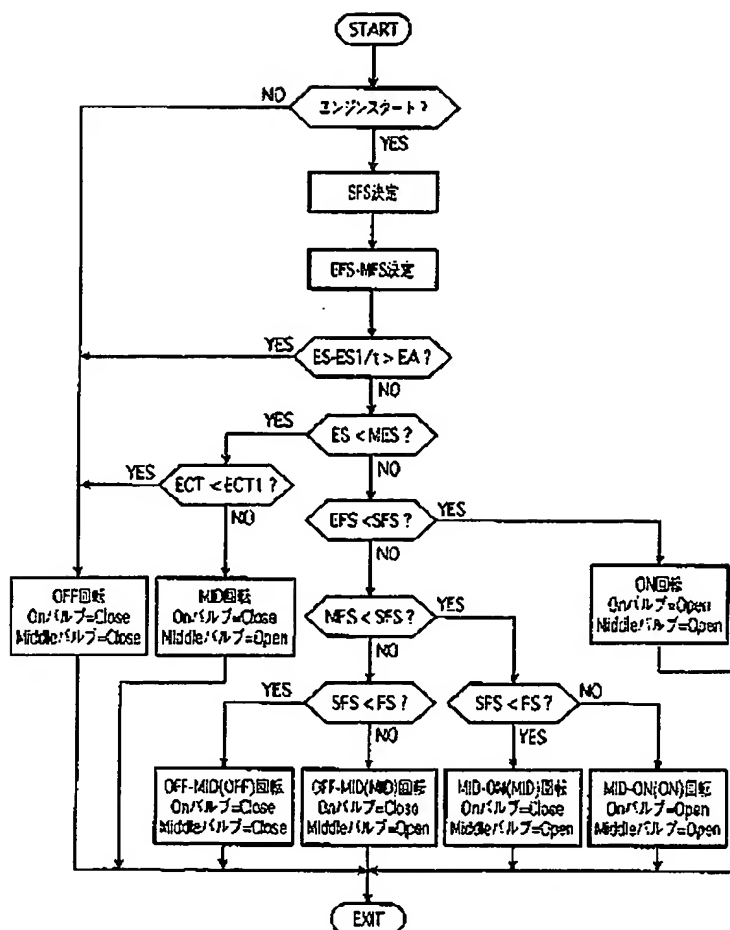 START
NO
エンジンスタート？
YES
SFS決定
EFS-MFS決定
YES
ES-ES1/t > EA ?
NO
YES
ES < MES ?
YES
ECT < ECT1 ?
NO
EFS < SFS ?
YES
NO
NO
OFF回転
Onバルブ=Close
Middleバルブ=Close
MID回転
Onバルブ=Close
Middleバルブ=Open
MFS < SFS ?
YES
ON回転
Onバルブ=Open
Middleバルブ=Open
NO
YES
SFS < FS ?
SFS < FS ?
NO
NO
YES
OFF-MID(OFF)回転
Onバルブ=Close
Middleバルブ=Close
OFF-MID(MID)回転
Onバルブ=Close
Middleバルブ=Open
MID-ON(MID)回転
Onバルブ=Close
Middleバルブ=Open
MID-ON(ON)回転
Onバルブ=Open
Middleバルブ=Open
EXIT